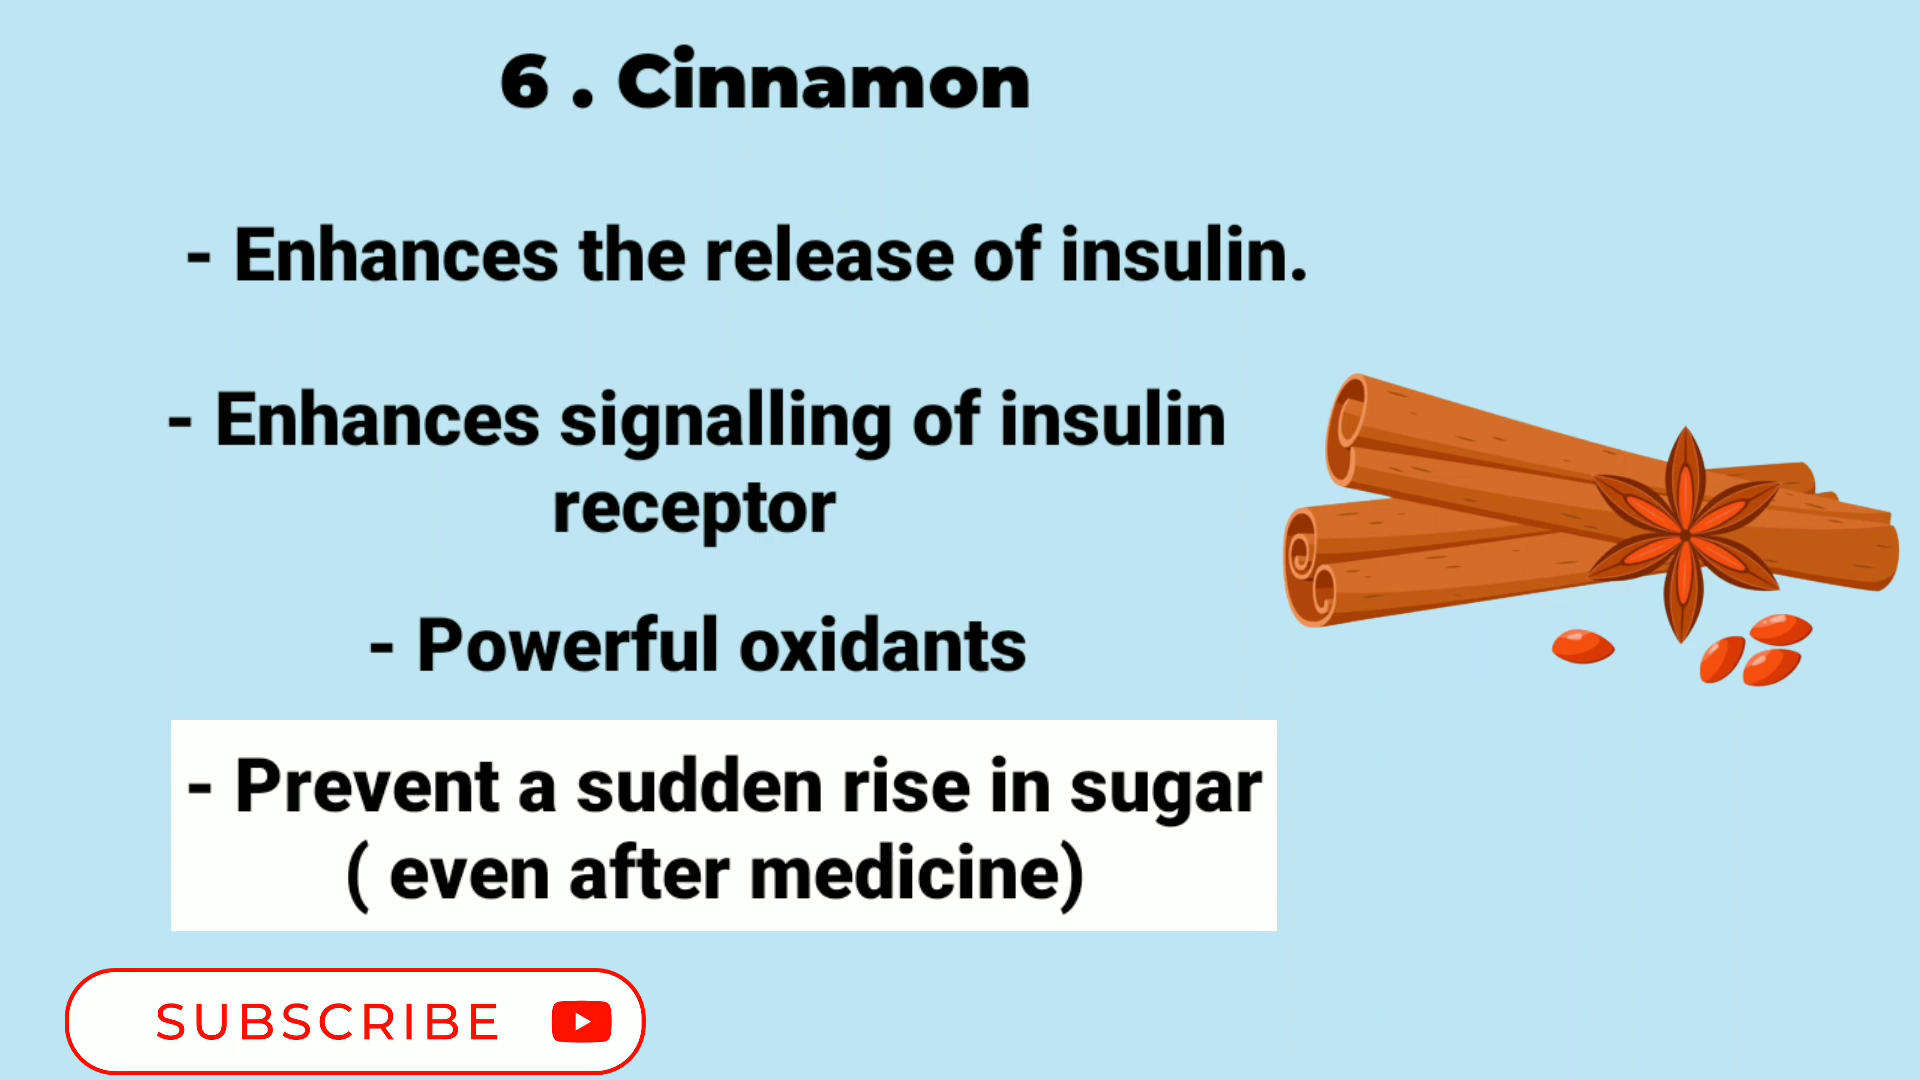 6 . Cinnamon
- Enhances the release of insulin.
- Enhances signalling of insulin
receptor
- Powerful oxidants
- Prevent a sudden rise in sugar
( even after medicine)
SUBSCRIBE